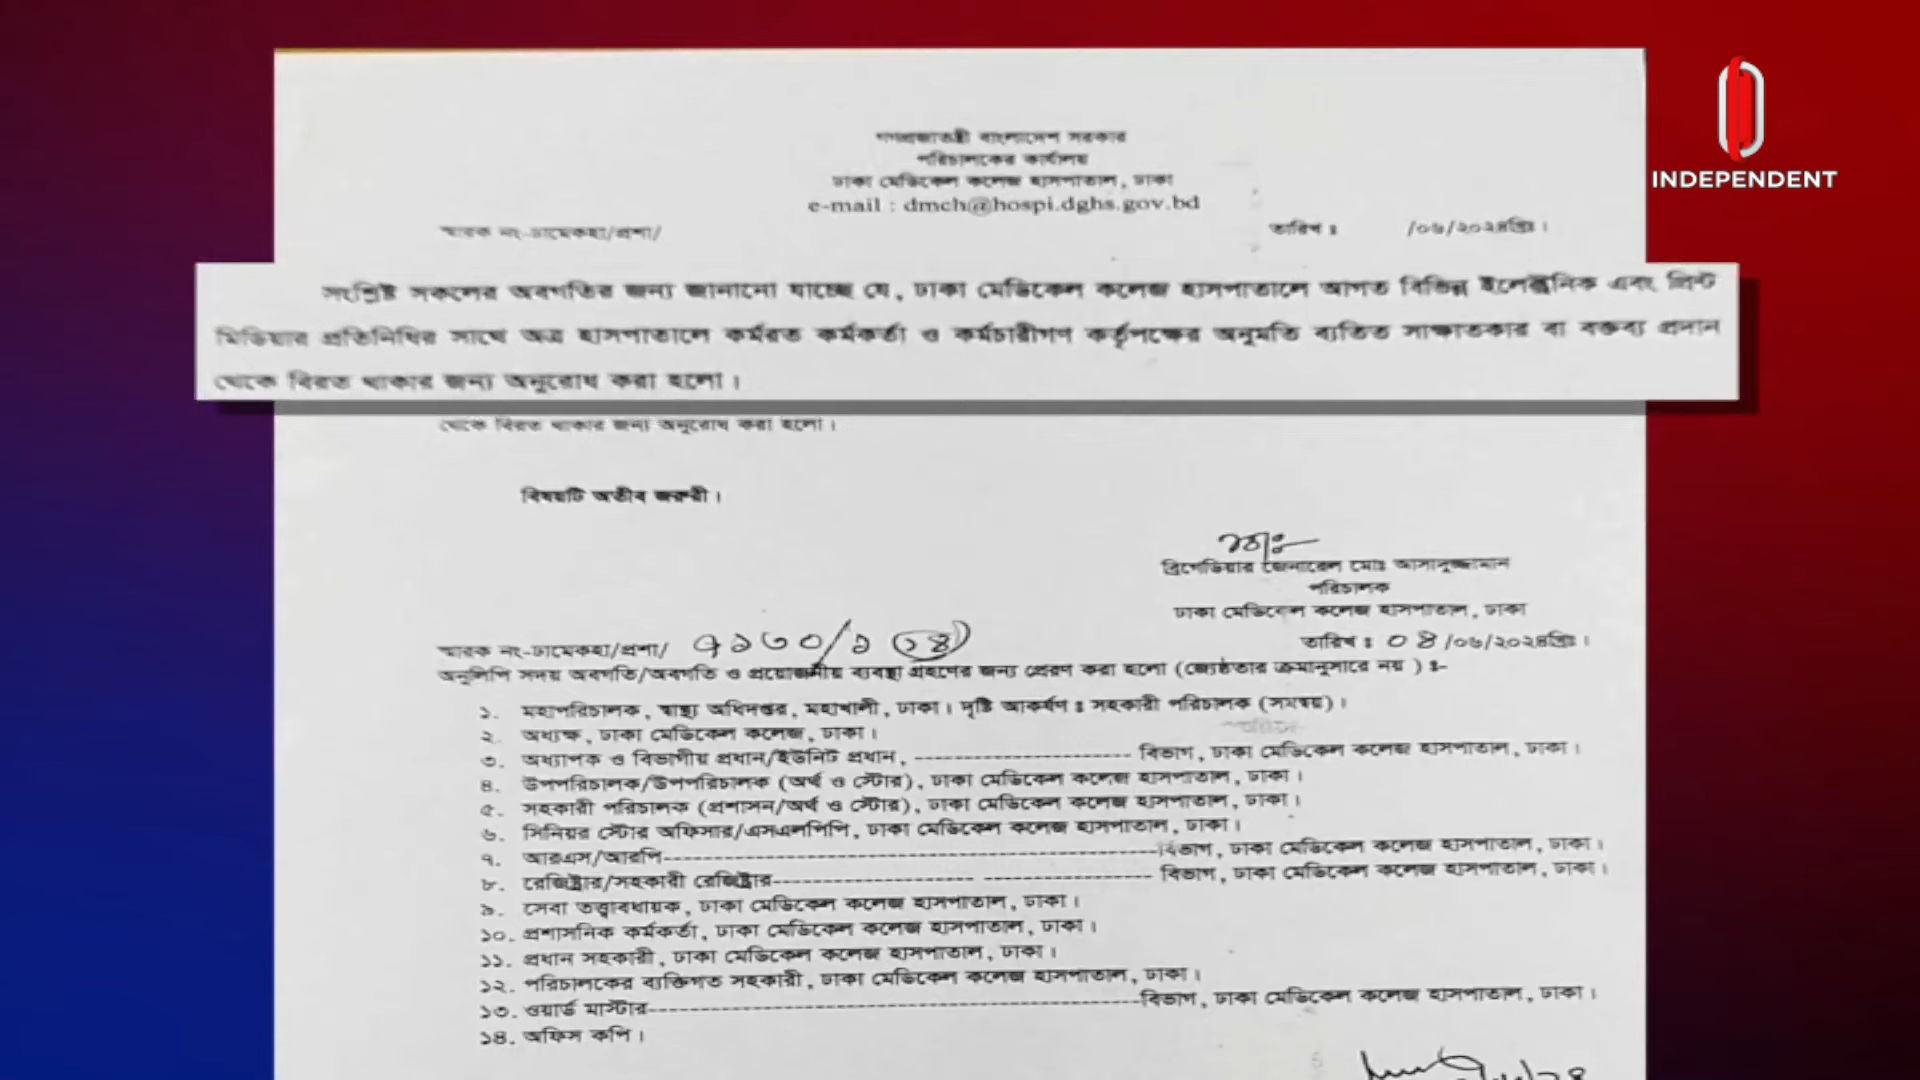 গণপ্রজাতন্ত্রী বাংলাদেশ সরকার
পরিচালকের কার্যালয়
ঢাকা মেডিকেল কলেজ হাসপাতাল, ঢাকা
e-mail : dmch@hospi.dghs.gov.bd
স্মারক নং-ঢামেকহা/প্রশা/ তারিখ ঃ /০৬/২০২৪খ্রিঃ।
INDEPENDENT
সংশ্লিষ্ট সকলের অবগতির জন্য জানানো যাচ্ছে যে, ঢাকা মেডিকেল কলেজ হাসপাতালে আগত বিভিন্ন ইলেক্ট্রনিক এবং প্রিন্ট
মিডিয়ার প্রতিনিধির সাথে অত্র হাসপাতালে কর্মরত কর্মকর্তা ও কর্মচারীগণ কর্তৃপক্ষের অনুমতি ব্যতিত সাক্ষাতকার বা বক্তব্য প্রদান
থেকে বিরত থাকার জন্য অনুরোধ করা হলো।
থেকে বিরত থাকার জন্য অনুরোধ করা হলো।
বিষয়টি অতীব জরুরী।
ব্রিগেডিয়ার জেনারেল মোঃ আসাদুজ্জামান
পরিচালক
ঢাকা মেডিকেল কলেজ হাসপাতাল, ঢাকা
স্মারক নং-ঢামেকহা/প্রশা/ ৭১৩০/১(১৪) তারিখ ঃ ০৪/০৬/২০২৪খ্রিঃ।
অনুলিপি সদয় অবগতি/অবগতি ও প্রয়োজনীয় ব্যবস্থা গ্রহণের জন্য প্রেরণ করা হলো (জ্যেষ্ঠতার ক্রমানুসারে নয়) ঃ-
১. মহাপরিচালক, স্বাস্থ্য অধিদপ্তর, মহাখালী, ঢাকা। দৃষ্টি আকর্ষণ ঃ সহকারী পরিচালক (সমন্বয়)।
২. অধ্যক্ষ, ঢাকা মেডিকেল কলেজ, ঢাকা।
৩. অধ্যাপক ও বিভাগীয় প্রধান/ইউনিট প্রধান, ---------------------- বিভাগ, ঢাকা মেডিকেল কলেজ হাসপাতাল, ঢাকা।
৪. উপপরিচালক/উপপরিচালক (অর্থ ও স্টোর), ঢাকা মেডিকেল কলেজ হাসপাতাল, ঢাকা।
৫. সহকারী পরিচালক (প্রশাসন/অর্থ ও স্টোর), ঢাকা মেডিকেল কলেজ হাসপাতাল, ঢাকা।
৬. সিনিয়র স্টোর অফিসার/এসএলপিপি, ঢাকা মেডিকেল কলেজ হাসপাতাল, ঢাকা।
৭. আরএস/আরপি-------------------------------------------------বিভাগ, ঢাকা মেডিকেল কলেজ হাসপাতাল, ঢাকা।
৮. রেজিষ্ট্রার/সহকারী রেজিষ্ট্রার-------------------- ----------------- বিভাগ, ঢাকা মেডিকেল কলেজ হাসপাতাল, ঢাকা।
৯. সেবা তত্ত্বাবধায়ক, ঢাকা মেডিকেল কলেজ হাসপাতাল, ঢাকা।
১০. প্রশাসনিক কর্মকর্তা, ঢাকা মেডিকেল কলেজ হাসপাতাল, ঢাকা।
১১. প্রধান সহকারী, ঢাকা মেডিকেল কলেজ হাসপাতাল, ঢাকা।
১২. পরিচালকের ব্যক্তিগত সহকারী, ঢাকা মেডিকেল কলেজ হাসপাতাল, ঢাকা।
১৩. ওয়ার্ড মাস্টার-------------------------------------------------বিভাগ, ঢাকা মেডিকেল কলেজ হাসপাতাল, ঢাকা।
১৪. অফিস কপি।